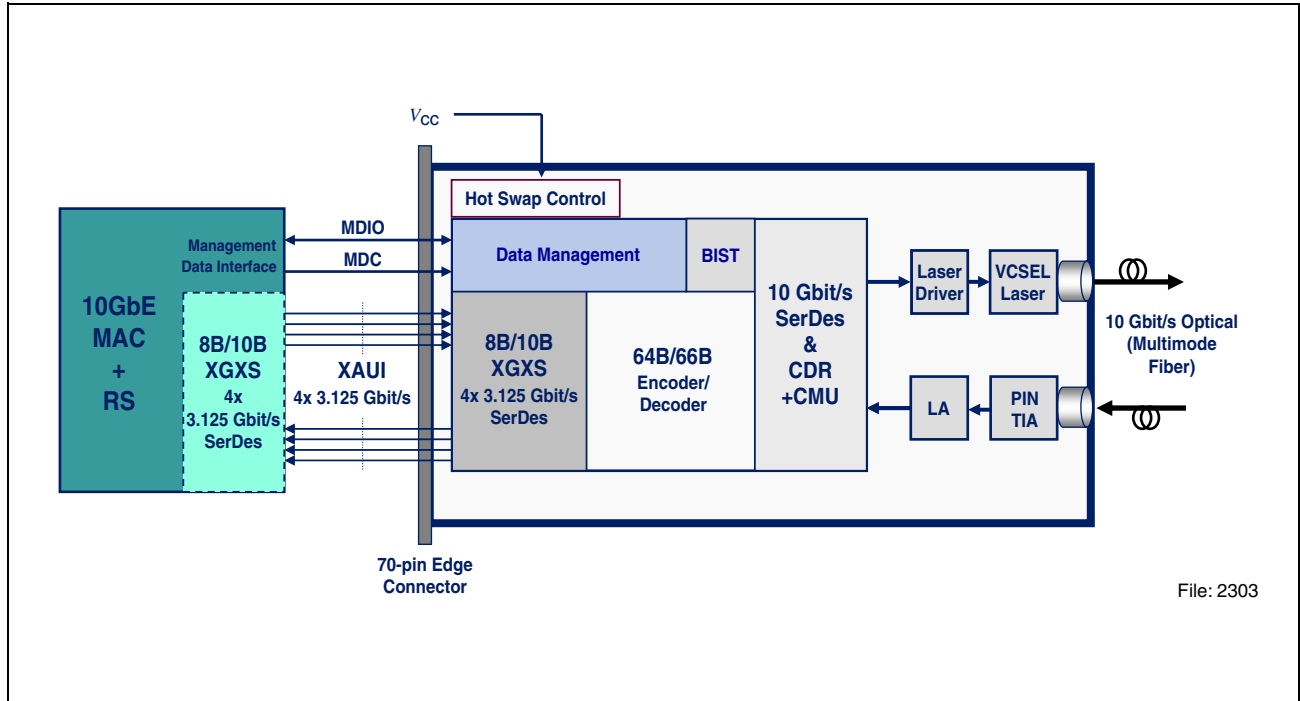 VCC
Hot Swap Control
MDIO
MDC
Management
Data Interface
Data Management
BIST
10GbE
MAC
+
RS
8B/10B
XGXS
4x
3.125 Gbit/s
SerDes
XAUI
4x 3.125 Gbit/s
8B/10B
XGXS
4x 3.125 Gbit/s
SerDes
64B/66B
Encoder/
Decoder
10 Gbit/s
SerDes
&
CDR
+CMU
Laser
Driver
VCSEL
Laser
LA
PIN
TIA
10 Gbit/s Optical
(Multimode
Fiber)
70-pin Edge
Connector
File: 2303